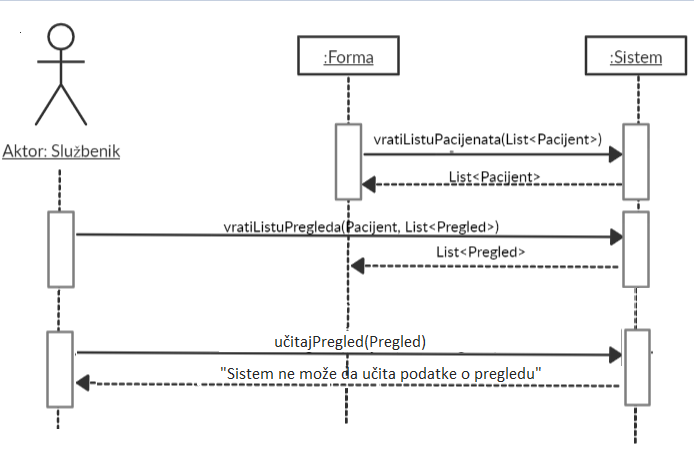 :Forma
:Sistem
Aktor: Službenik
vratiListuPacijenata(List<Pacijent>)
List<Pacijent>
vratiListuPregleda(Pacijent, List<Pregled>)
List<Pregled>
učitajPregled(Pregled)
"Sistem ne može da učita podatke o pregledu"